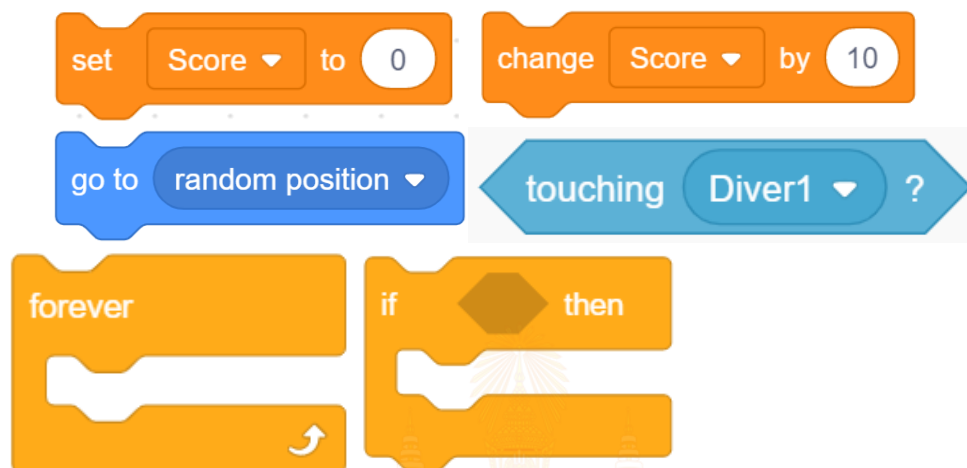 set Score to 0
change Score by 10
go to random position
touching Diver1 ?
forever
if then